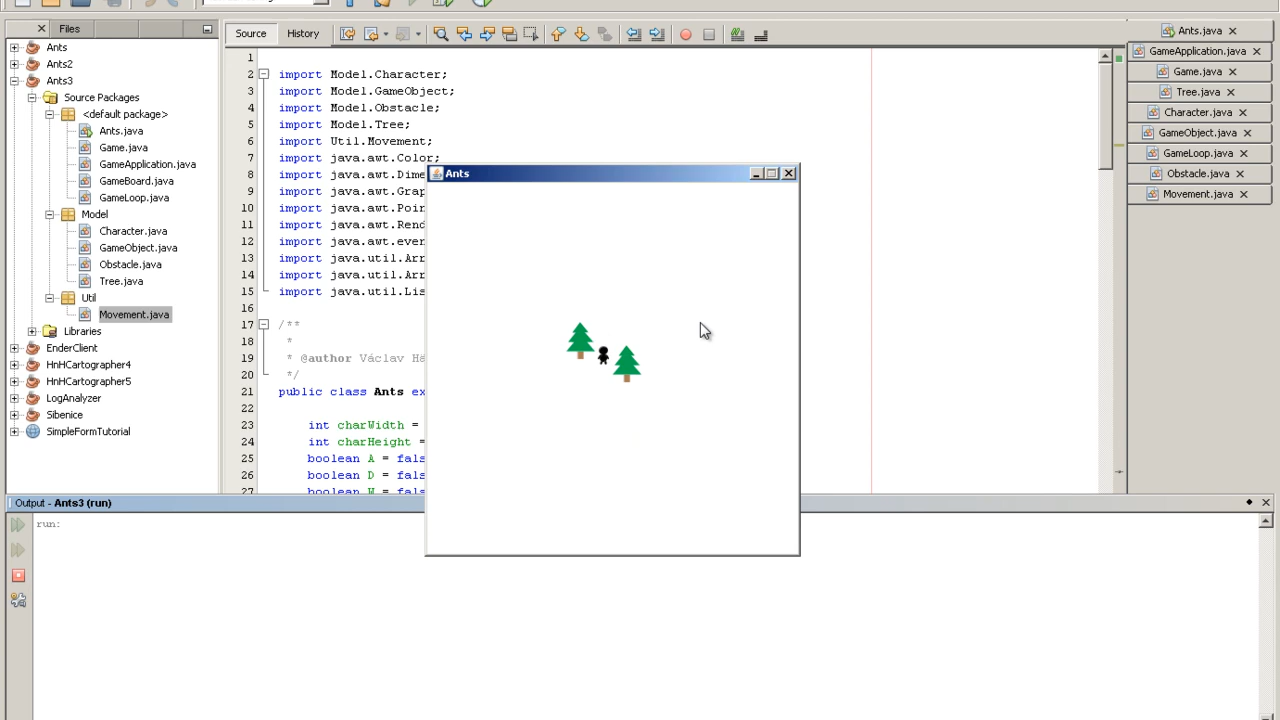 Files
Ants
Ants2
Ants3
Source Packages
<default package>
Ants.java
Game.java
GameApplication.java
GameBoard.java
GameLoop.java
Model
Character.java
GameObject.java
Obstacle.java
Tree.java
Util
Movement.java
Libraries
EnderClient
HnHCartographer4
HnHCartographer5
LogAnalyzer
Sibenice
SimpleFormTutorial
Source
History
1
2 import Model.Character;
3 import Model.GameObject;
4 import Model.Obstacle;
5 import Model.Tree;
6 import Util.Movement;
7 import java.awt.Color;
8 import java.awt.Dime
9 import java.awt.Grap
10 import java.awt.Poin
11 import java.awt.Rend
12 import java.awt.even
13 import java.util.Arr
14 import java.util.Arr
15 import java.util.Lis
16
17 /**
18 *
19 * @author Václav
20 */
21 public class Ants ex
22
23 int charWidth =
24 int charHeight =
25 boolean A = fals
26 boolean D = fals
27 boolean W = fals
Ants
Ants.java
GameApplication.java
Game.java
Tree.java
Character.java
GameObject.java
GameLoop.java
Obstacle.java
Movement.java
Output - Ants3 (run)
run: